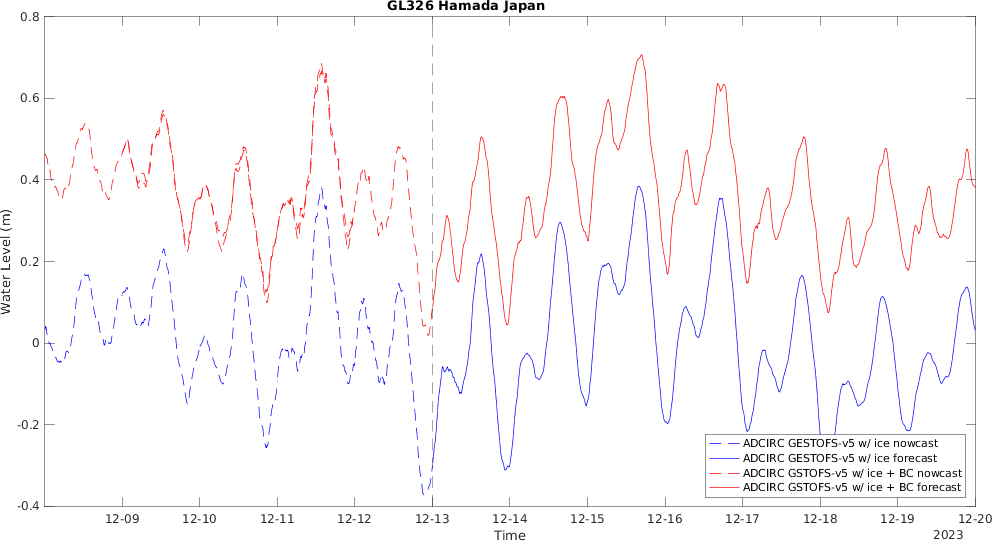 GL326 Hamada Japan
0.8
0.6
0.4
0.2
0
-0.2
-0.4
Water Level (m)
ADCIRC GESTOFS-v5 w/ ice nowcast
ADCIRC GESTOFS-v5 w/ ice forecast
ADCIRC GSTOFS-v5 w/ ice + BC nowcast
ADCIRC GSTOFS-v5 w/ ice + BC forecast
12-09 12-10 12-11 12-12 12-13 12-14 12-15 12-16 12-17 12-18 12-19 12-20
Time
2023